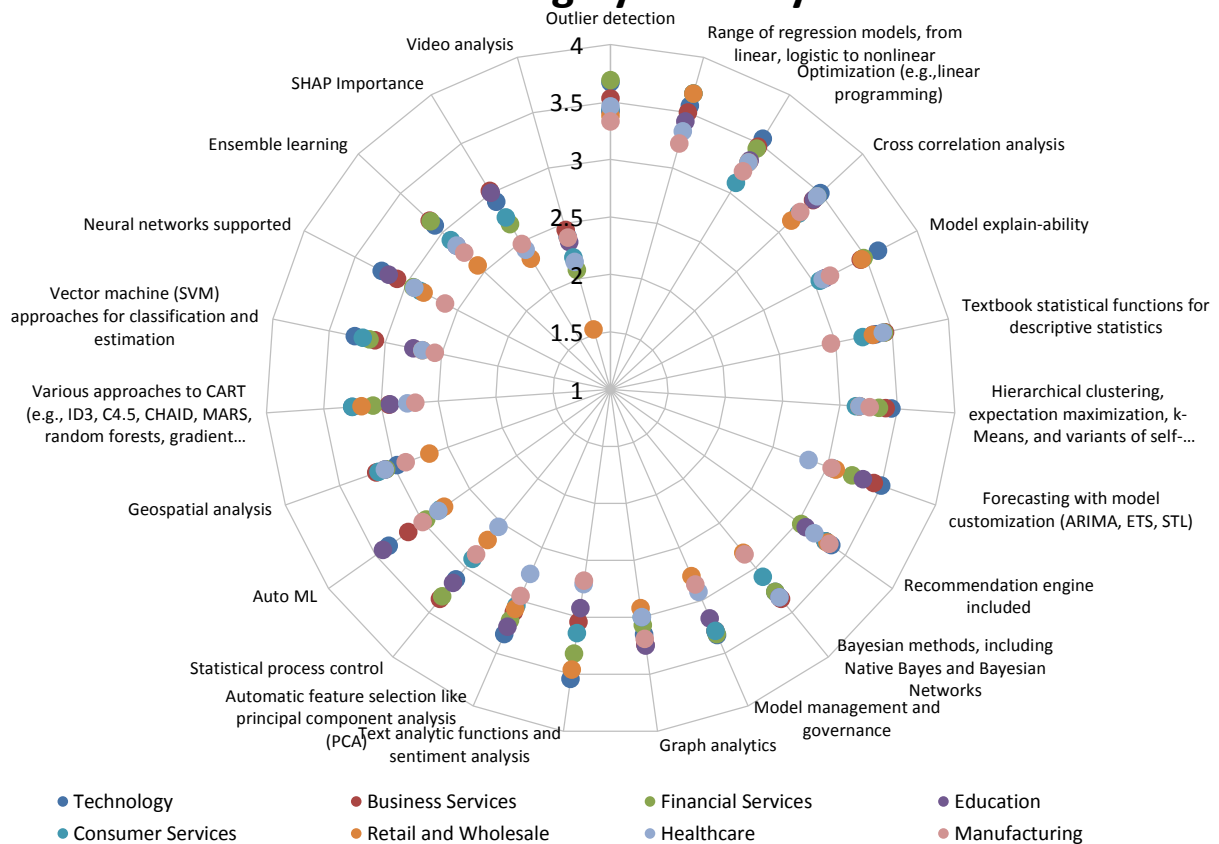 Outlier detection
Range of regression models, from
linear, logistic to nonlinear
Optimization (e.g.,linear
programming)
Cross correlation analysis
Model explain-ability
Textbook statistical functions for
descriptive statistics
Hierarchical clustering,
expectation maximization, k-
Means, and variants of self-...
Forecasting with model
customization (ARIMA, ETS, STL)
Recommendation engine
included
Bayesian methods, including
Native Bayes and Bayesian
Networks
Model management and
governance
Graph analytics
Text analytic functions and
sentiment analysis
Automatic feature selection like
principal component analysis
(PCA)
Statistical process control
Auto ML
Geospatial analysis
Various approaches to CART
(e.g., ID3, C4.5, CHAID, MARS,
random forests, gradient...
Vector machine (SVM)
approaches for classification and
estimation
Neural networks supported
Ensemble learning
SHAP Importance
Video analysis
4
3.5
3
2.5
2
1.5
1
Technology
Business Services
Financial Services
Education
Consumer Services
Retail and Wholesale
Healthcare
Manufacturing